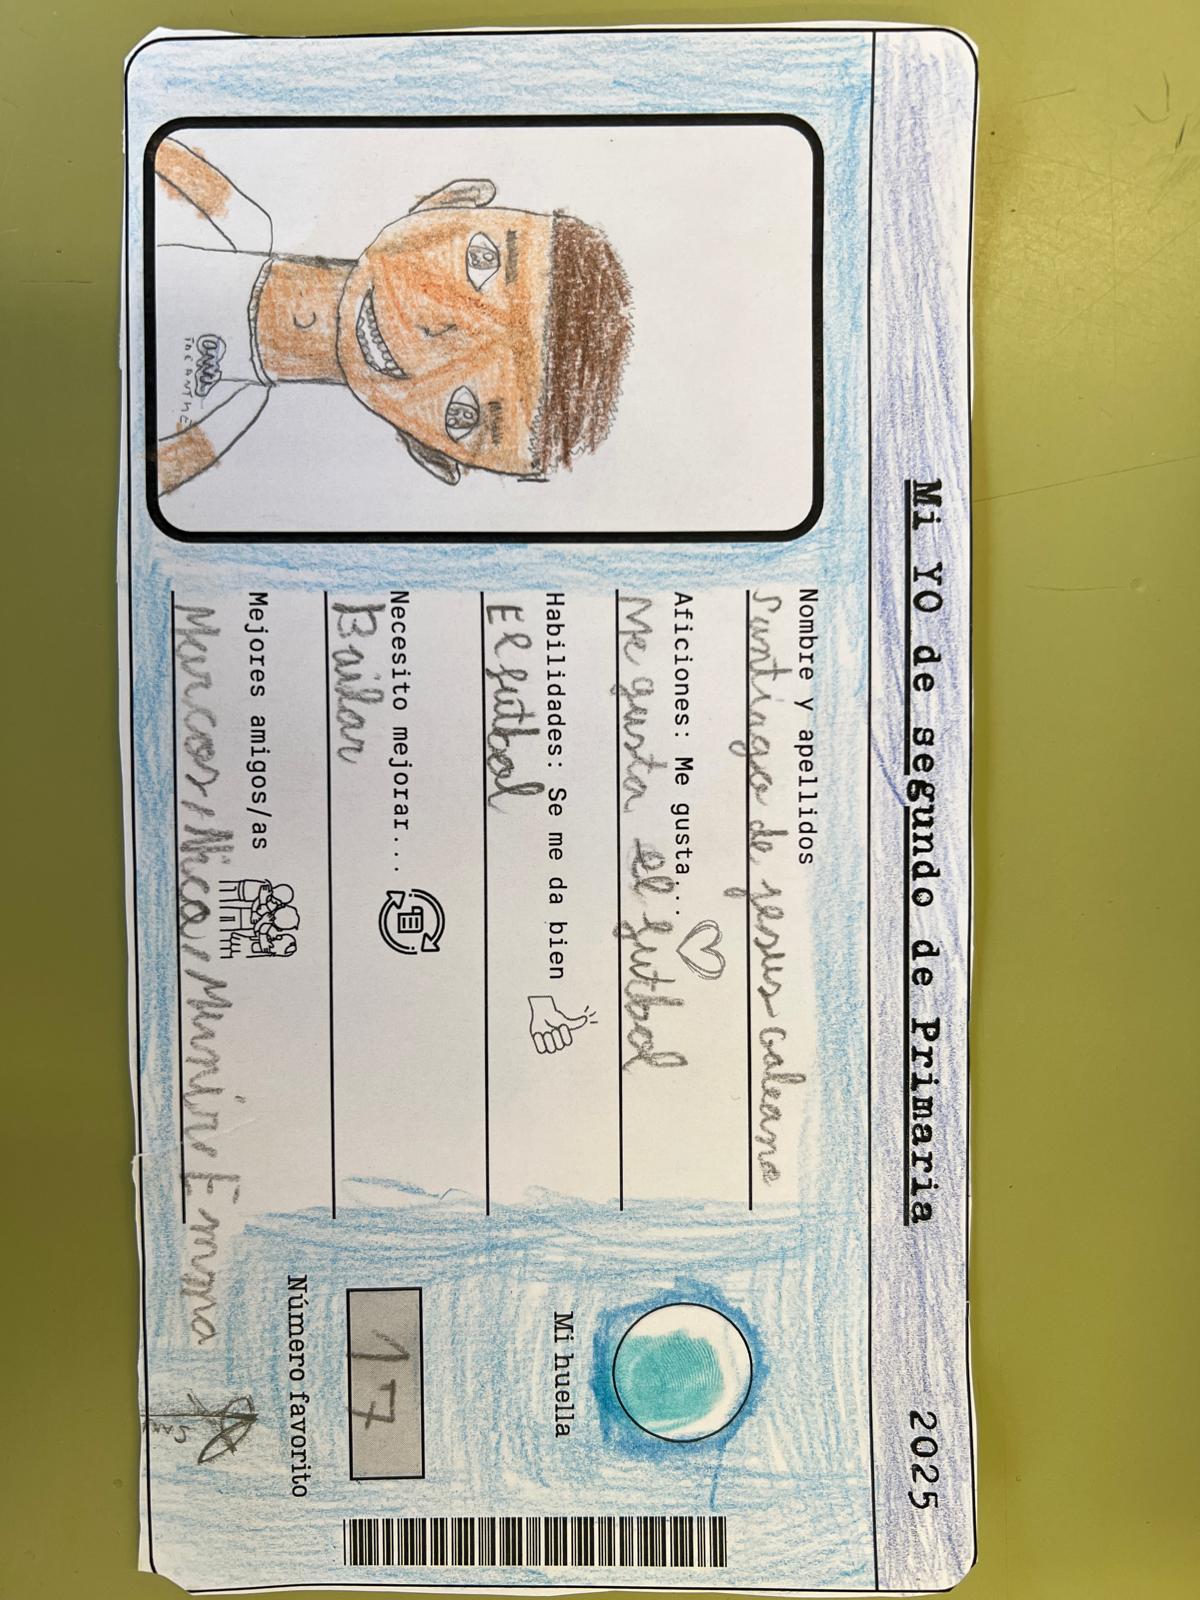 Mi YO de segundo de Primaria
2025
Nombre y apellidos
Santiago de jesus Galeano
Aficiones: Me gusta...
Me gusta el futbol
Habilidades: Se me da bien
El futbol
Necesito mejorar...
Bailar
Mejores amigos/as
Marcos, Nico, Munir, Emma
Mi huella
17
Número favorito